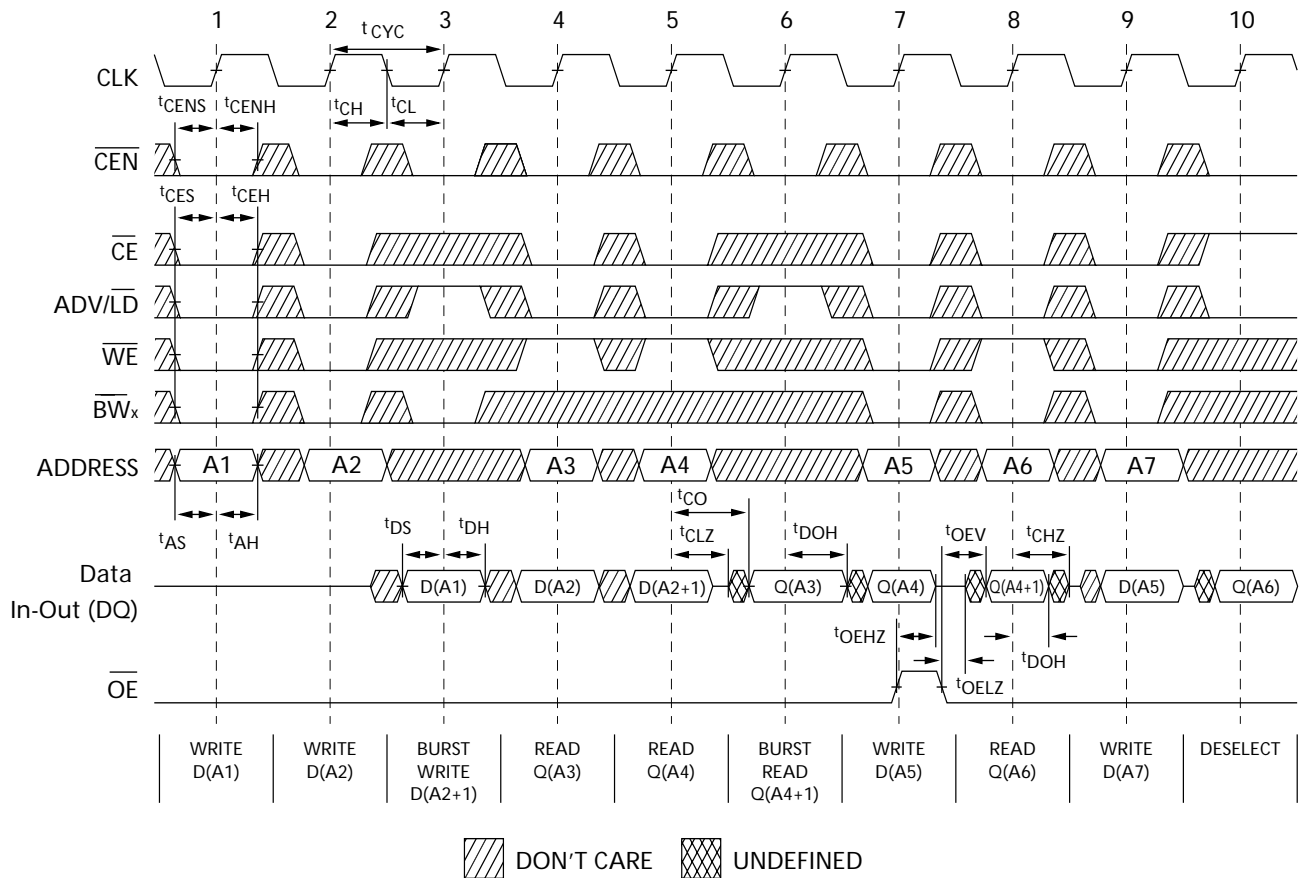 1 2 3 4 5 6 7 8 9 10
tCYC
CLK
tCENS tCENH tCH tCL
CEN
tCES tCEH
CE
ADV/LD
WE
BWx
ADDRESS A1 A2 A3 A4 A5 A6 A7
tCO
tAS tAH tDS tDH tCLZ tDOH tOEV tCHZ
Data
In-Out (DQ)
D(A1) D(A2) D(A2+1) Q(A3) Q(A4) Q(A4+1) D(A5) Q(A6)
tOEHZ tDOH
tOELZ
OE
WRITE
D(A1)
WRITE
D(A2)
BURST
WRITE
D(A2+1)
READ
Q(A3)
READ
Q(A4)
BURST
READ
Q(A4+1)
WRITE
D(A5)
READ
Q(A6)
WRITE
D(A7)
DESELECT
DON'T CARE UNDEFINED